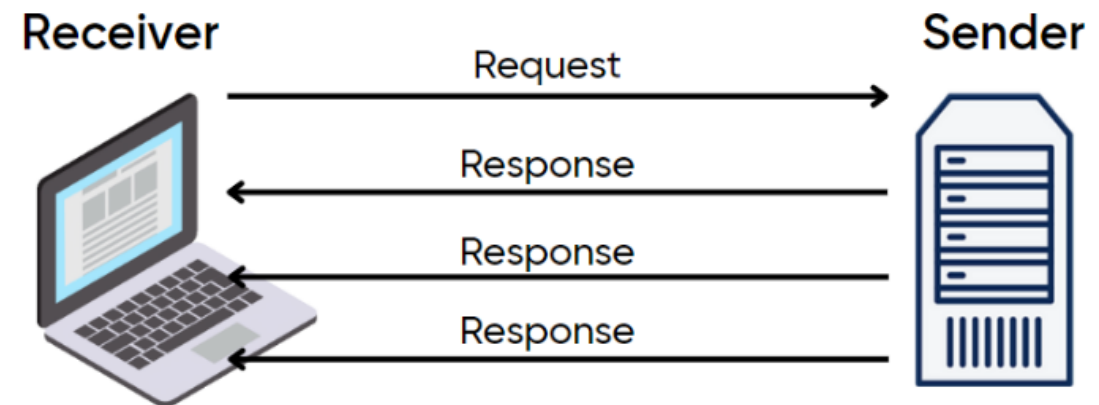 Receiver
Sender
Request
Response
Response
Response